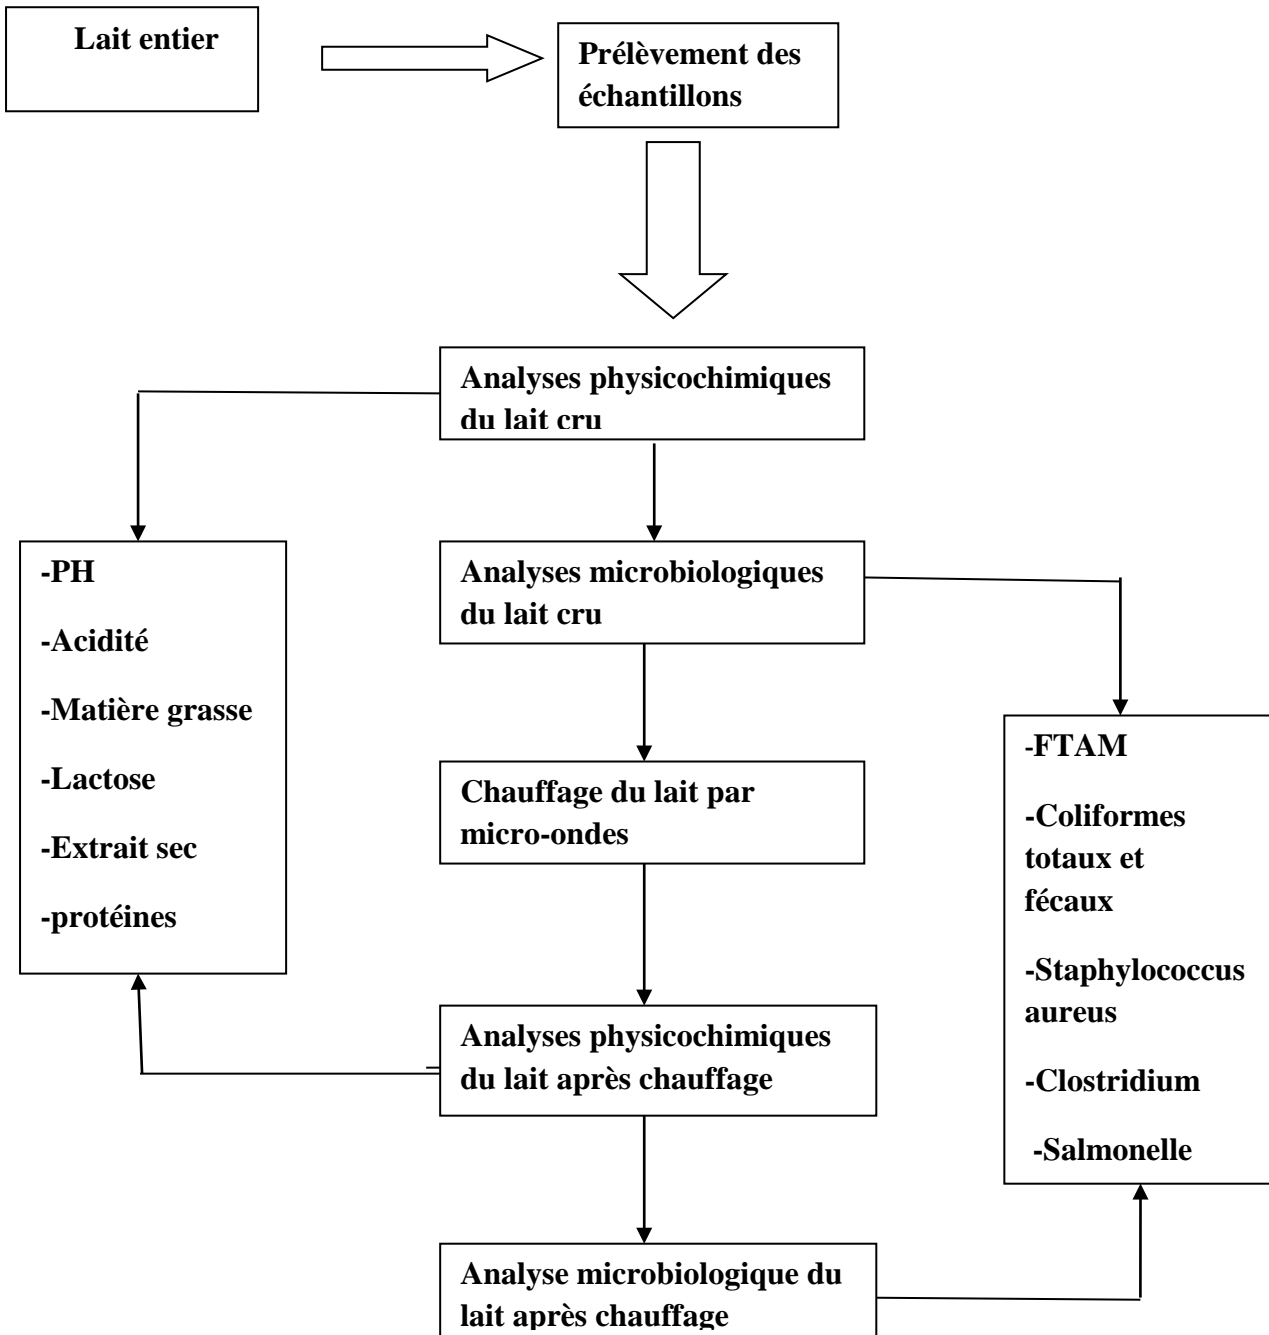 Lait entier
Prélèvement des
échantillons
Analyses physicochimiques
du lait cru
-PH
-Acidité
-Matière grasse
-Lactose
-Extrait sec
-protéines
Analyses microbiologiques
du lait cru
-FTAM
-Coliformes
totaux et
fécaux
-Staphylococcus
aureus
-Clostridium
-Salmonelle
Chauffage du lait par
micro-ondes
Analyses physicochimiques
du lait après chauffage
Analyse microbiologique du
lait après chauffage